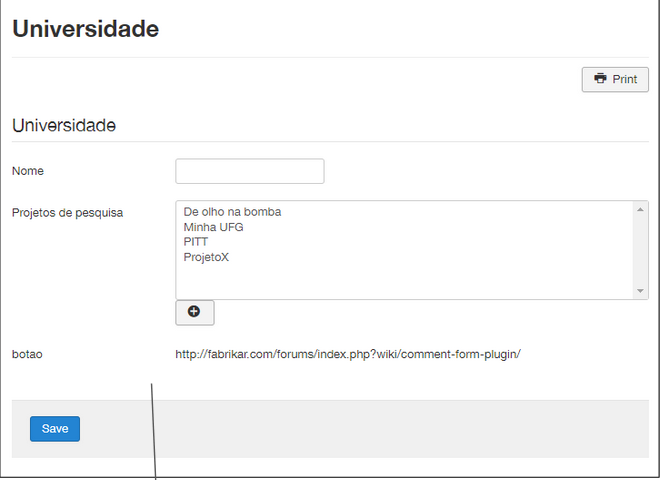 Universidade
Print
Universidade
Nome
Projetos de pesquisa
De olho na bomba
Minha UFG
PITT
ProjetoX
botao http://fabrikar.com/forums/index.php?wiki/comment-form-plugin/
Save